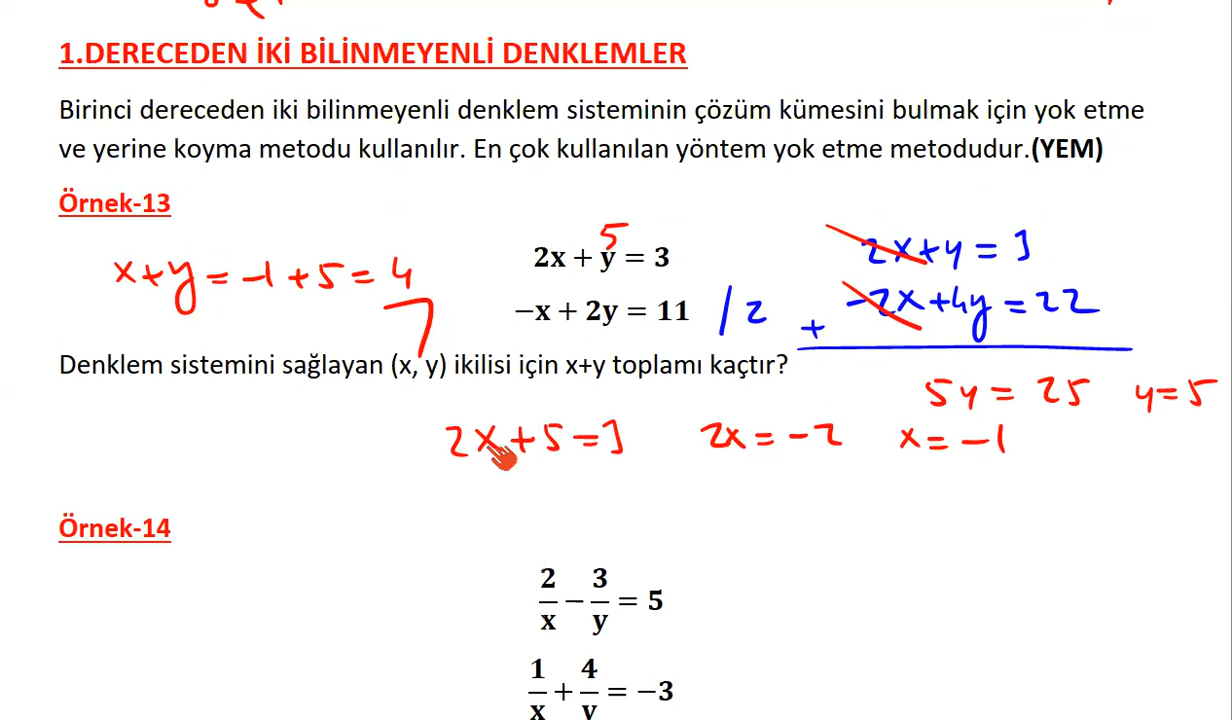 1.DERECEDEN İKİ BİLİNMEYENLİ DENKLEMLER
Birinci dereceden iki bilinmeyenli denklem sisteminin çözüm kümesini bulmak için yok etme
ve yerine koyma metodu kullanılır. En çok kullanılan yöntem yok etme metodudur.(YEM)
Örnek-13
5
2x + y = 3
2x+y = 3
x+y = -1+5 = 4
−x + 2y = 11 /2
-2x+4y = 22
+
Denklem sistemini sağlayan (x, y) ikilisi için x+y toplamı kaçtır?
5y = 25 y=5
2x+5=3 2x = -2 x = -1
Örnek-14
2/x − 3/y = 5
1/x + 4/y = −3